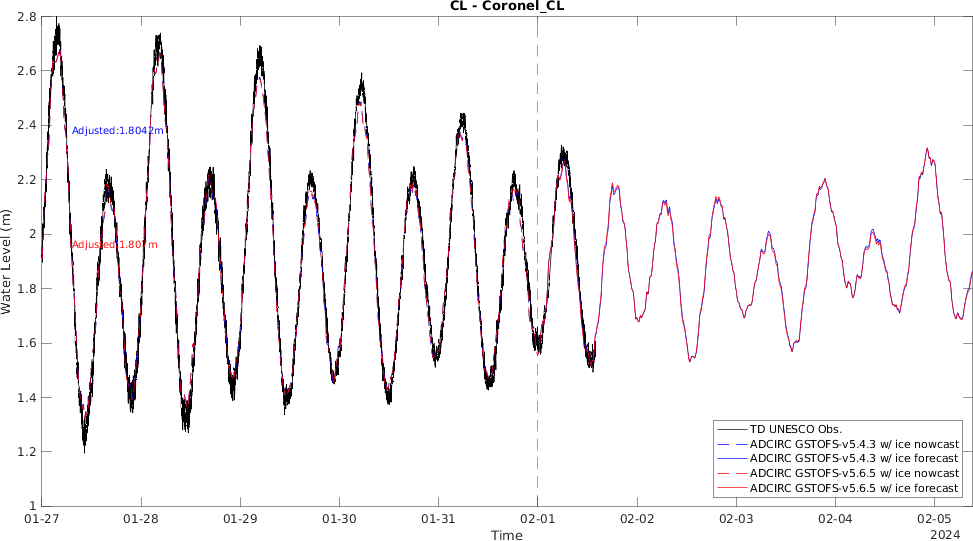 CL - Coronel_CL
2.8
2.6
2.4
2.2
2
1.8
1.6
1.4
1.2
1
Water Level (m)
Adjusted:1.8042m
01-27
01-28
01-29
01-30
01-31
02-01
02-02
02-03
02-04
02-05
2024
Time
TD UNESCO Obs.
ADCIRC GSTOFS-v5.4.3 w/ ice nowcast
ADCIRC GSTOFS-v5.4.3 w/ ice forecast
ADCIRC GSTOFS-v5.6.5 w/ ice nowcast
ADCIRC GSTOFS-v5.6.5 w/ ice forecast